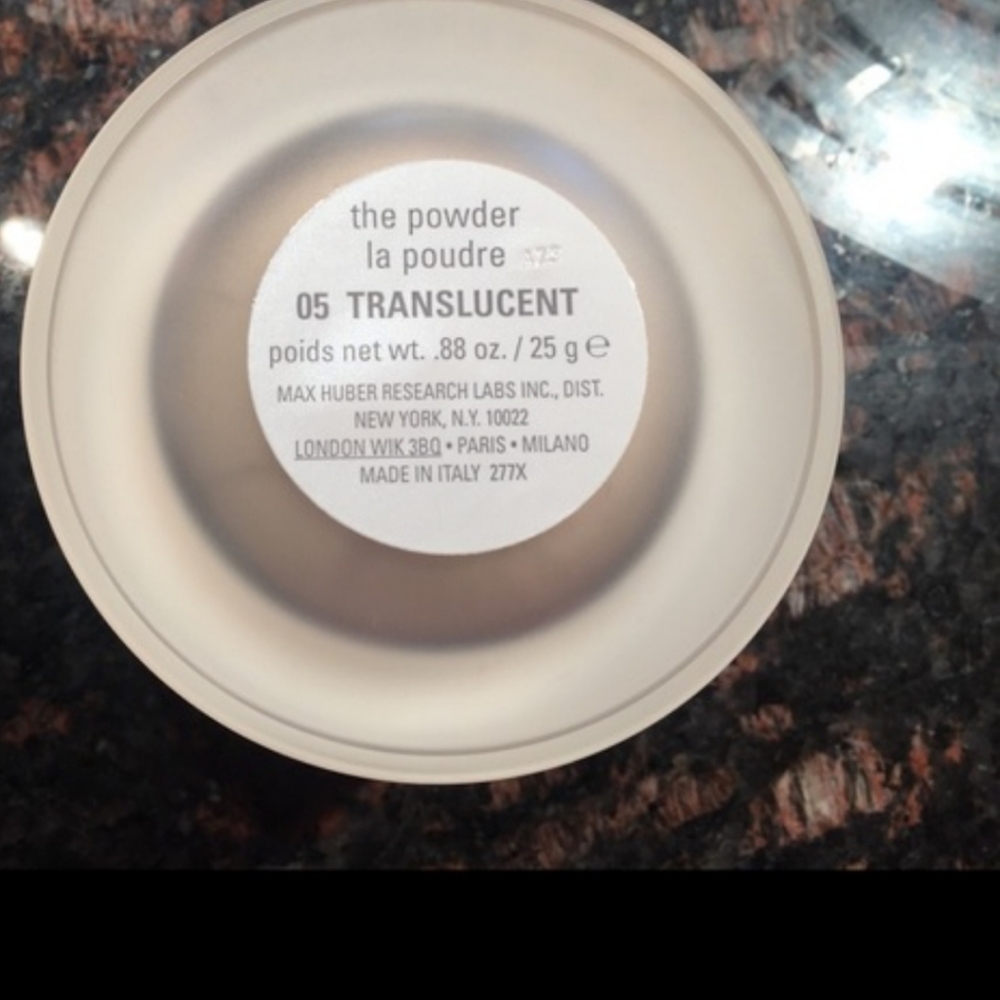 the powder
la poudre
05 TRANSLUCENT
poids net wt. .88 oz. / 25 g ℮
MAX HUBER RESEARCH LABS INC., DIST.
NEW YORK, N.Y. 10022
LONDON WIK 3BQ • PARIS • MILANO
MADE IN ITALY 277X